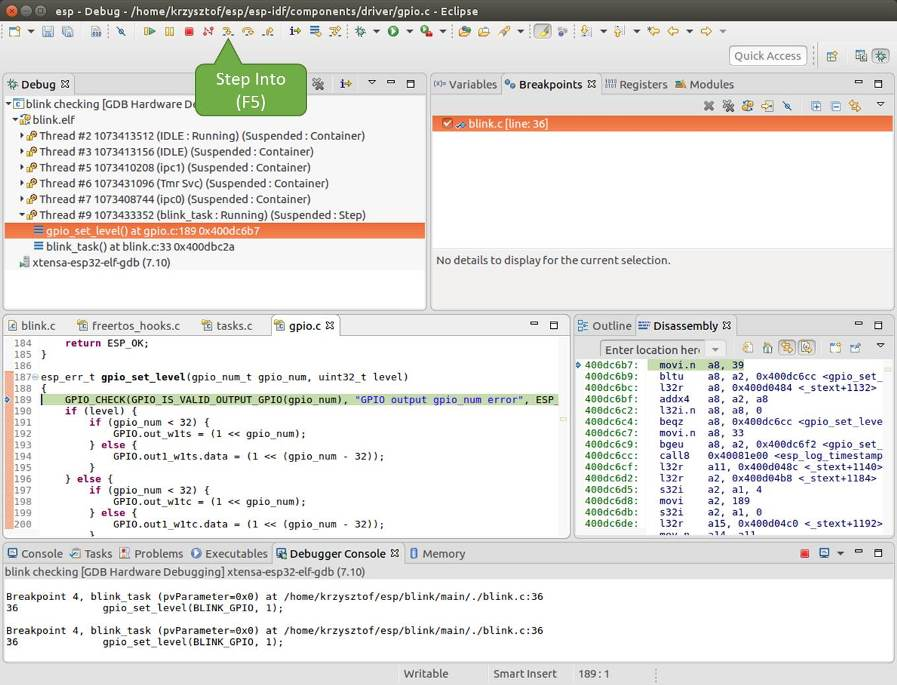 esp - Debug - /home/krzysztof/esp/esp-idf/components/driver/gpio.c - Eclipse
Quick Access
Step Into
(F5)
Debug
blink checking [GDB Hardware De
blink.elf
Thread #2 1073413512 (IDLE : Running) (Suspended : Container)
Thread #3 1073413156 (IDLE) (Suspended : Container)
Thread #5 1073410208 (ipc1) (Suspended : Container)
Thread #6 1073431096 (Tmr Svc) (Suspended : Container)
Thread #7 1073408744 (ipc0) (Suspended : Container)
Thread #9 1073433352 (blink_task : Running) (Suspended : Step)
gpio_set_level() at gpio.c:189 0x400dc6b7
blink_task() at blink.c:33 0x400dbc2a
xtensa-esp32-elf-gdb (7.10)
(x)= Variables Breakpoints Registers Modules
blink.c [line: 36]
No details to display for the current selection.
blink.c freertos_hooks.c tasks.c gpio.c
184 return ESP_OK;
185 }
186
187 esp_err_t gpio_set_level(gpio_num_t gpio_num, uint32_t level)
188 {
189 GPIO_CHECK(GPIO_IS_VALID_OUTPUT_GPIO(gpio_num), "GPIO output gpio_num error", ESP_
190 if (level) {
191 if (gpio_num < 32) {
192 GPIO.out_w1ts = (1 << gpio_num);
193 } else {
194 GPIO.out1_w1ts.data = (1 << (gpio_num - 32));
195 }
196 } else {
197 if (gpio_num < 32) {
198 GPIO.out_w1tc = (1 << gpio_num);
199 } else {
200 GPIO.out1_w1tc.data = (1 << (gpio_num - 32));
}
Outline Disassembly
Enter location here
400dc6b7: movi.n a8, 39
400dc6b9: bltu a8, a2, 0x400dc6cc <gpio_set_
400dc6bc: l32r a8, 0x400d0484 <_stext+1132>
400dc6bf: addx4 a8, a2, a8
400dc6c2: l32i.n a8, a8, 0
400dc6c4: beqz a8, 0x400dc6cc <gpio_set_leve
400dc6c7: movi.n a8, 33
400dc6c9: bgeu a8, a2, 0x400dc6f2 <gpio_set_
400dc6cc: call8 0x40081e00 <esp_log_timestamp
400dc6cf: l32r a11, 0x400d048c <_stext+1140>
400dc6d2: l32r a2, 0x400d04b8 <_stext+1184>
400dc6d5: s32i a2, a1, 4
400dc6d8: movi a2, 189
400dc6db: s32i a2, a1, 0
400dc6de: l32r a15, 0x400d04c0 <_stext+1192>
Console Tasks Problems Executables Debugger Console Memory
blink checking [GDB Hardware Debugging] xtensa-esp32-elf-gdb (7.10)
Breakpoint 4, blink_task (pvParameter=0x0) at /home/krzysztof/esp/blink/main/./blink.c:36
36 gpio_set_level(BLINK_GPIO, 1);
Breakpoint 4, blink_task (pvParameter=0x0) at /home/krzysztof/esp/blink/main/./blink.c:36
36 gpio_set_level(BLINK_GPIO, 1);
Writable Smart Insert 189 : 1